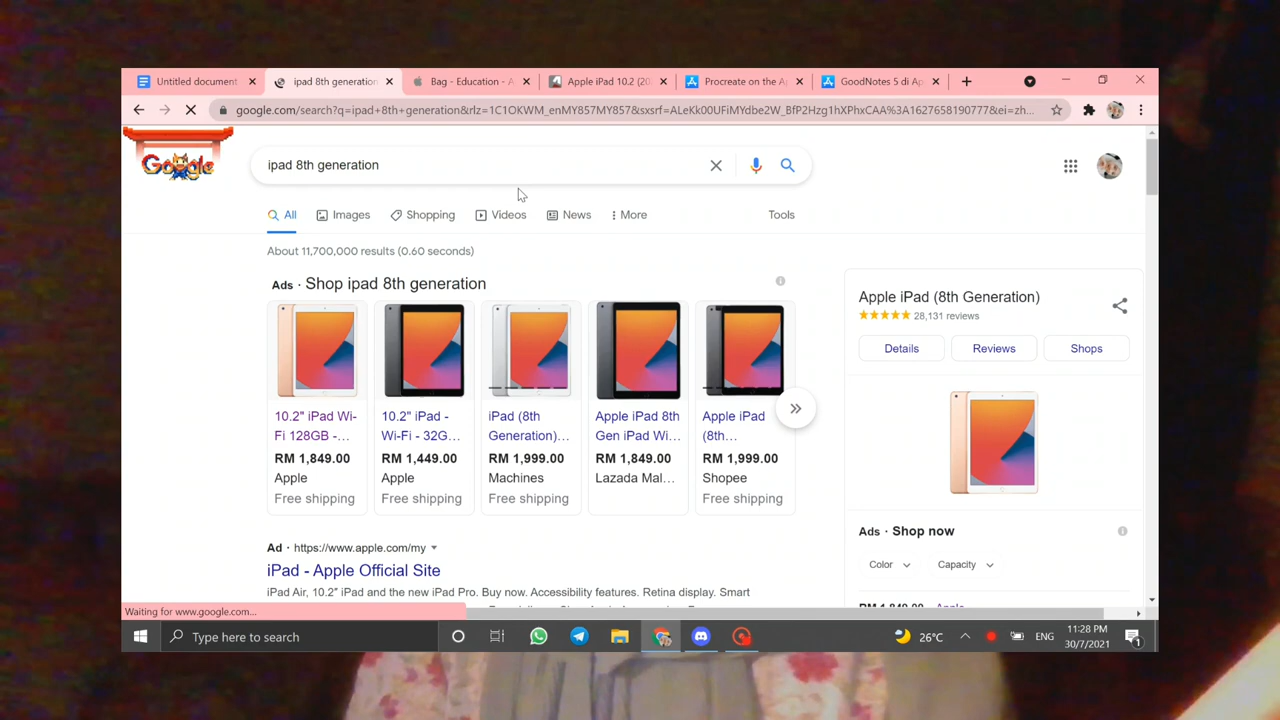 Untitled document
ipad 8th generation
Bag - Education - A
Apple iPad 10.2 (20
Procreate on the A
GoodNotes 5 di Ap
google.com/search?q=ipad+8th+generation&rlz=1C1OKWM_enMY857MY857&sxsrf=ALeKk00UFiMYdbe2W_BfP2Hzg1hXPhxCAA%3A1627658190777&ei=zh...
Google
ipad 8th generation
All
Images
Shopping
Videos
News
More
Tools
About 11,700,000 results (0.60 seconds)
Ads · Shop ipad 8th generation
10.2" iPad Wi-
Fi 128GB -...
RM 1,849.00
Apple
Free shipping
10.2" iPad -
Wi-Fi - 32G...
RM 1,449.00
Apple
Free shipping
iPad (8th
Generation)...
RM 1,999.00
Machines
Free shipping
Apple iPad 8th
Gen iPad Wi...
RM 1,849.00
Lazada Mal...
Apple iPad
(8th...
RM 1,999.00
Shopee
Free shipping
Ad · https://www.apple.com/my
iPad - Apple Official Site
iPad Air, 10.2" iPad and the new iPad Pro. Buy now. Accessibility features. Retina display. Smart
Apple iPad (8th Generation)
28,131 reviews
Details
Reviews
Shops
Ads · Shop now
Color
Capacity
RM 1,849.00 Apple
Waiting for www.google.com...
Type here to search
26°C
ENG
11:28 PM
30/7/2021
1